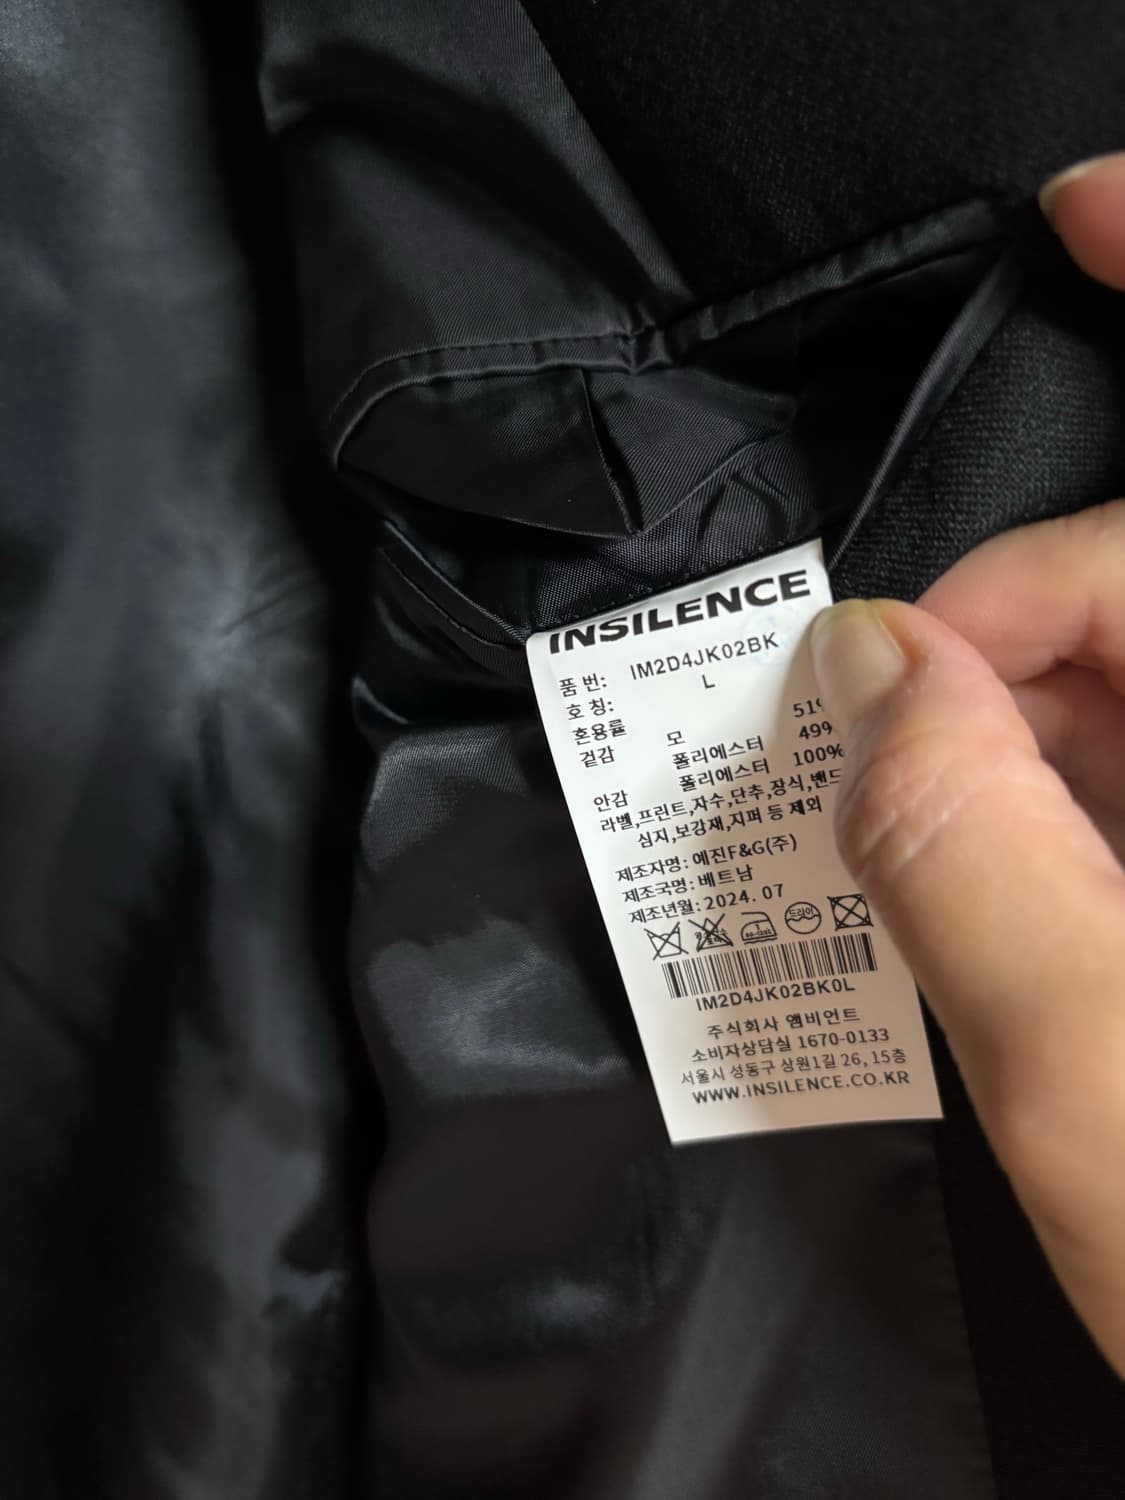 INSILENCE
품 번: IM2D4JK02BK
호 칭: L
혼용률
겉감 모 51%
폴리에스터 49%
안감 폴리에스터 100%
라벨,프린트,자수,단추,장식,밴드
심지,보강재,지퍼 등 제외
제조자명: 예진F&G(주)
제조국명: 베트남
제조년월: 2024. 07
드라이
IM2D4JK02BK0L
주식회사 앰비언트
소비자상담실 1670-0133
서울시 성동구 상원1길 26, 15층
WWW.INSILENCE.CO.KR